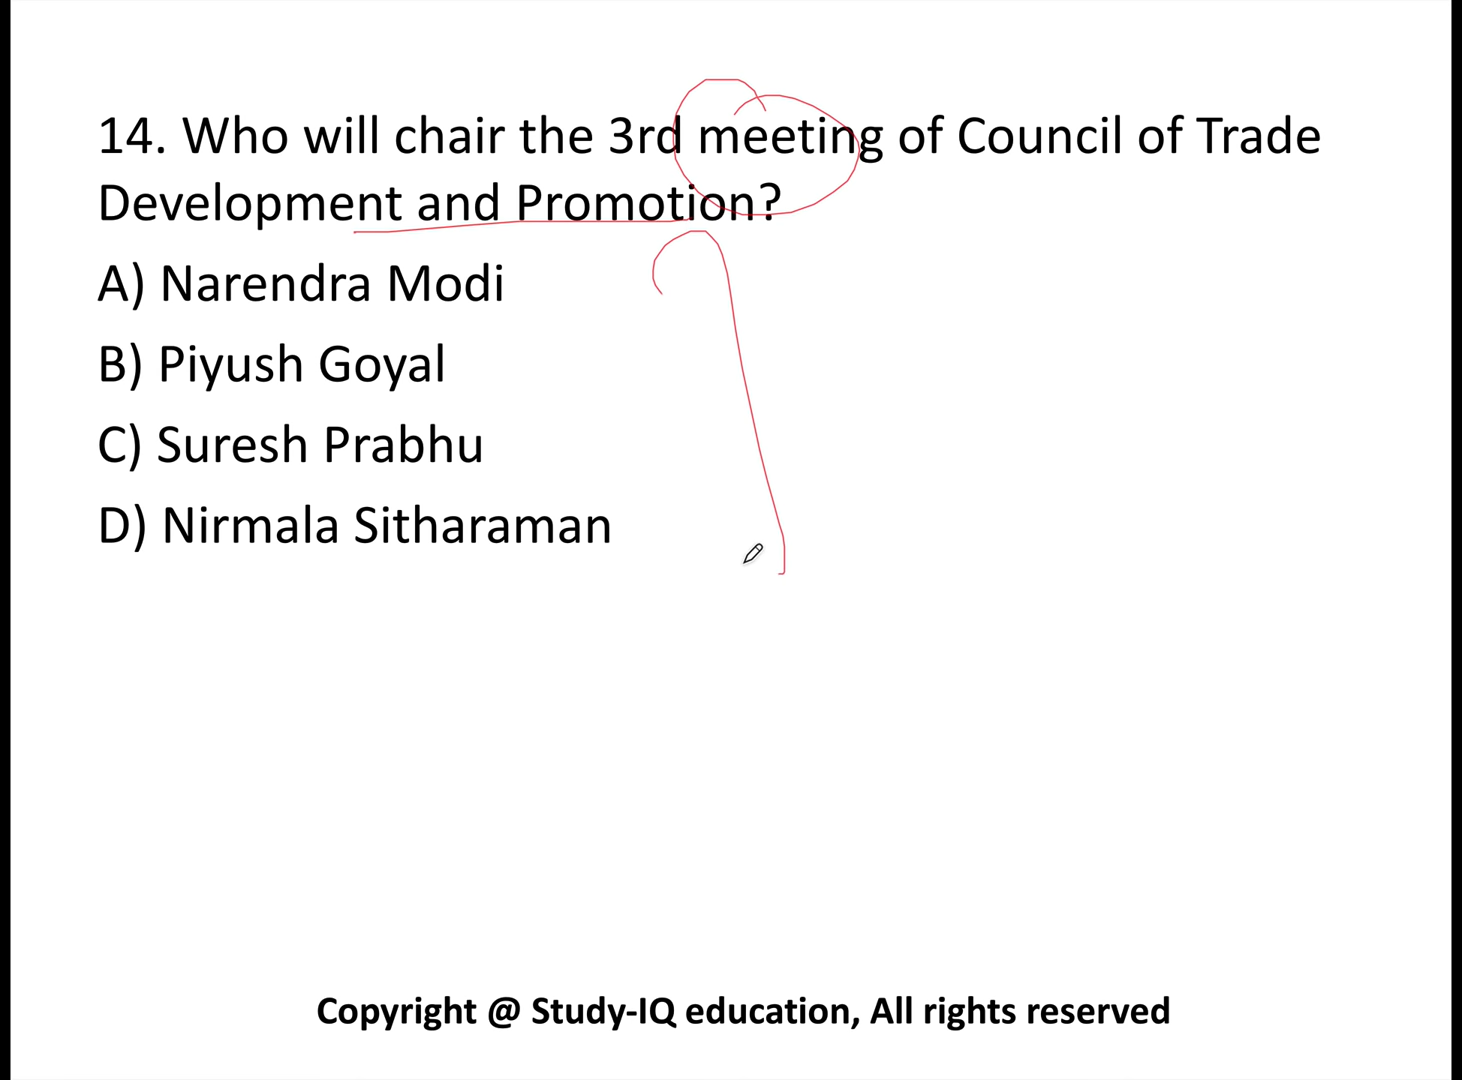 14. Who will chair the 3rd meeting of Council of Trade
Development and Promotion?
A) Narendra Modi
B) Piyush Goyal
C) Suresh Prabhu
D) Nirmala Sitharaman
Copyright @ Study-IQ education, All rights reserved